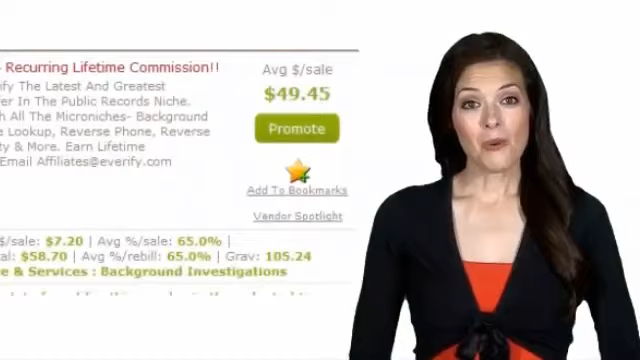 - Recurring Lifetime Commission!!
ify The Latest And Greatest
er In The Public Records Niche.
h All The Microniches- Background
e Lookup, Reverse Phone, Reverse
ty & More. Earn Lifetime
Email Affiliates@everify.com
Avg $/sale
$49.45
Promote
Add To Bookmarks
Vendor Spotlight
$/sale: $7.20 | Avg %/sale: 65.0% |
al: $58.70 | Avg %/rebill: 65.0% | Grav: 105.24
e & Services : Background Investigations